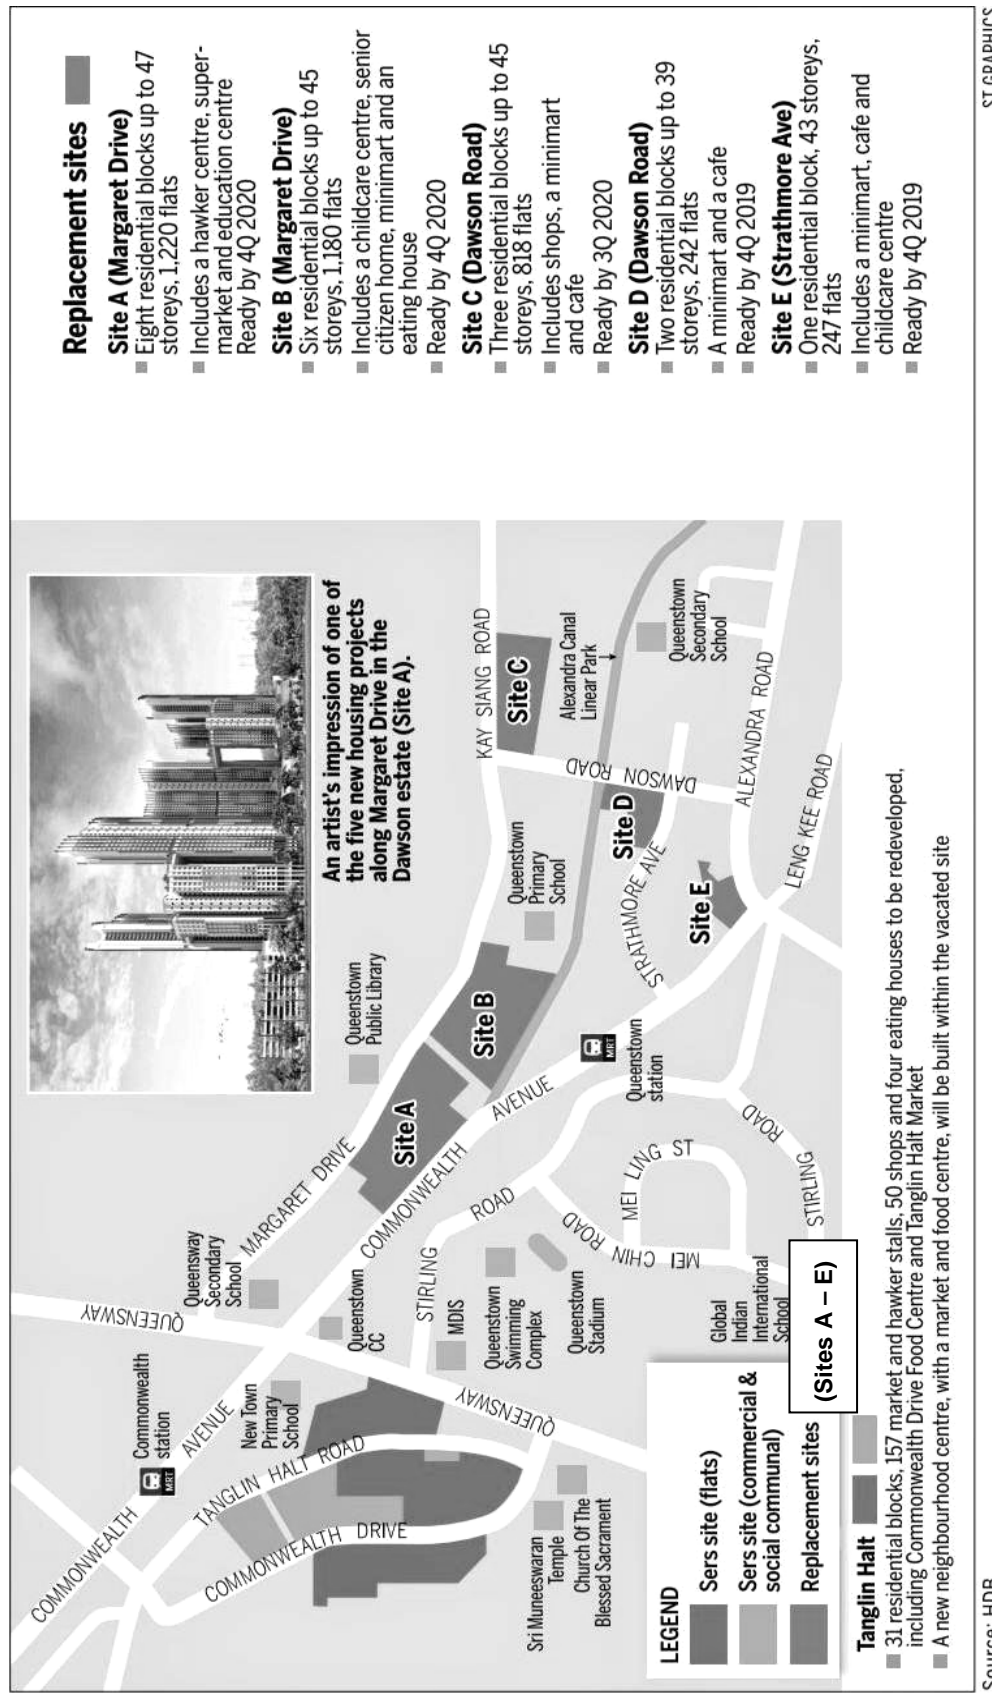 Replacement sites
Site A (Margaret Drive)
Eight residential blocks up to 47
storeys, 1,220 flats
Includes a hawker centre, super-
market and education centre
Ready by 4Q 2020
Site B (Margaret Drive)
Six residential blocks up to 45
storeys, 1,180 flats
Includes a childcare centre, senior
citizen home, minimart and an
eating house
Ready by 4Q 2020
Site C (Dawson Road)
Three residential blocks up to 45
storeys, 818 flats
Includes shops, a minimart
and cafe
Ready by 3Q 2020
Site D (Dawson Road)
Two residential blocks up to 39
storeys, 242 flats
A minimart and a cafe
Ready by 4Q 2019
Site E (Strathmore Ave)
One residential block, 43 storeys,
247 flats
Includes a minimart, cafe and
childcare centre
Ready by 4Q 2019
An artist's impression of one of
the five new housing projects
along Margaret Drive in the
Dawson estate (Site A).
COMMONWEALTH
AVENUE
Commonwealth
station
MRT
QUEENSWAY
Queensway
Secondary
School
MARGARET DRIVE
Queenstown
Public Library
KAY SIANG ROAD
TANGLIN HALT ROAD
New Town
Primary
School
Queenstown
CC
COMMONWEALTH
AVENUE
Site A
Site B
Queenstown
Primary
School
Site C
Alexandra Canal
Linear Park
DAWSON ROAD
Site D
Queenstown
Secondary
School
COMMONWEALTH DRIVE
QUEENSWAY
STIRLING
ROAD
MDIS
Queenstown
Swimming
Complex
Queenstown
Stadium
MRT
Queenstown
station
STRATHMORE AVE
Site E
ALEXANDRA ROAD
LENG KEE ROAD
Sri Muneeswaran
Temple
Church Of The
Blessed Sacrament
MEI CHIN ROAD
MEI LING ST
STIRLING
ROAD
Global
Indian
International
School
LEGEND
Sers site (flats)
Sers site (commercial &
social communal)
Replacement sites
(Sites A – E)
Tanglin Halt
31 residential blocks, 157 market and hawker stalls, 50 shops and four eating houses to be redeveloped,
including Commonwealth Drive Food Centre and Tanglin Halt Market
A new neighbourhood centre, with a market and food centre, will be built within the vacated site
Source: HDB
ST GRAPHICS